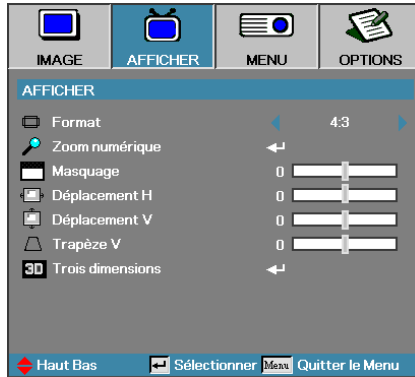 IMAGE AFFICHER MENU OPTIONS
AFFICHER
Format 4:3
Zoom numérique
Masquage 0
Déplacement H 0
Déplacement V 0
Trapèze V 0
3D Trois dimensions
Haut Bas Sélectionner Menu Quitter le Menu